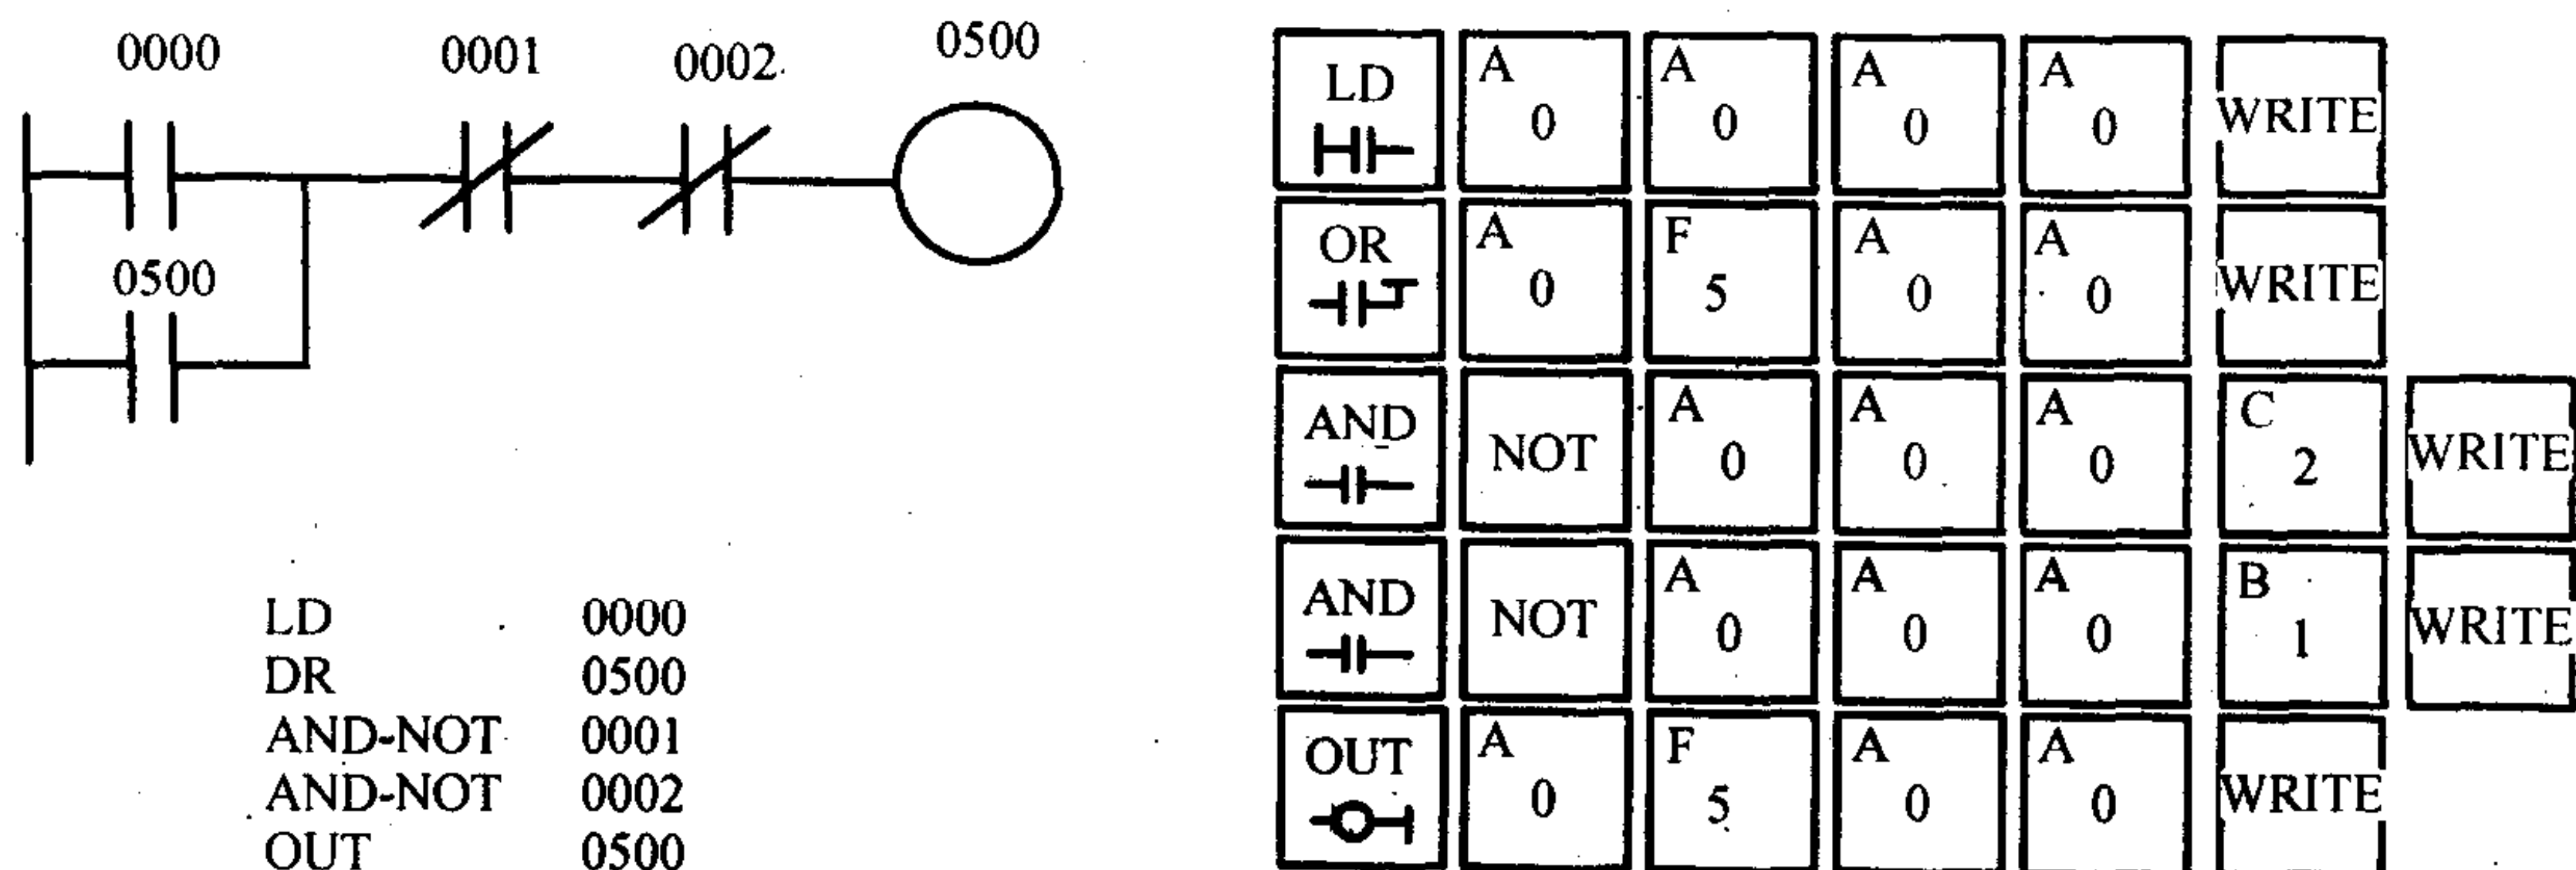 0000 0001 0002 0500
0500
LD 0000
DR 0500
AND-NOT 0001
AND-NOT 0002
OUT 0500
LD A 0 A 0 A 0 A 0 WRITE
OR A 0 F 5 A 0 A 0 WRITE
AND NOT A 0 A 0 A 0 C 2 WRITE
AND NOT A 0 A 0 A 0 B 1 WRITE
OUT A 0 F 5 A 0 A 0 WRITE